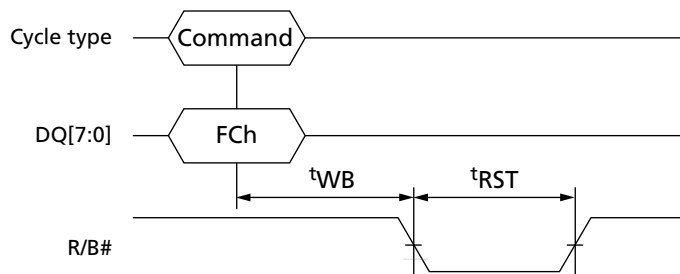 Cycle type
Command
DQ[7:0]
FCh
tWB
tRST
R/B#